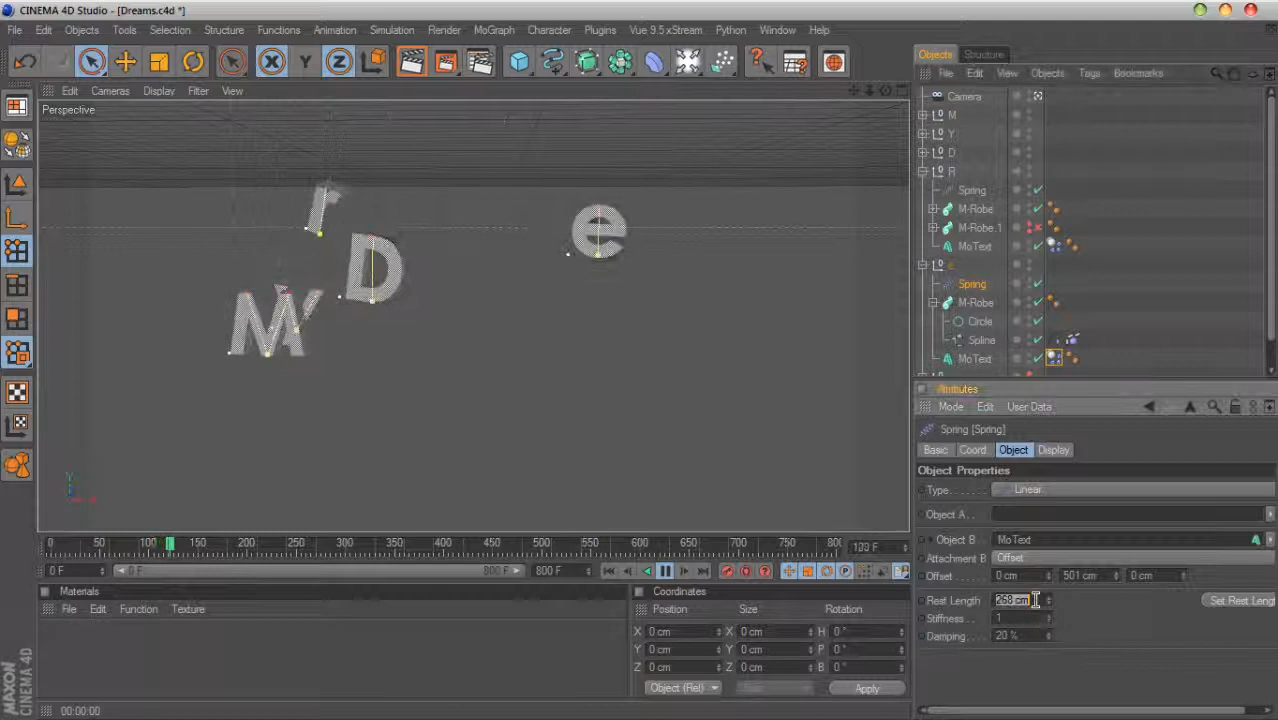 CINEMA 4D Studio - [Dreams.c4d *]
File Edit Objects Tools Selection Structure Functions Animation Simulation Render MoGraph Character Plugins Vue 9.5 xStream Python Window Help
Edit Cameras Display Filter View
Perspective
r
D
e
M
Y
X
0 50 100 150 200 250 300 350 400 450 500 550 600 650 700 750 80
0 F
0 F
800 F
800 F
Materials
File Edit Function Texture
Coordinates
Position Size Rotation
X 0 cm X 0 cm H 0 °
Y 0 cm Y 0 cm P 0 °
Z 0 cm Z 0 cm B 0 °
Object (Rel)
Apply
MAXON
CINEMA 4D
00:00:00
Objects Structure
File Edit View Objects Tags Bookmarks
Camera
M
Y
D
R
Spring
M-Robe
M-Robe.1
MoText
Spring
M-Robe
Circle
Spline
MoText
Attributes
Mode Edit User Data
Spring [Spring]
Basic Coord. Object Display
Object Properties
Type Linear
Object A
Object B MoText
Attachment B Offset
Offset 0 cm 501 cm 0 cm
Rest Length 268 cm Set Rest Lengt
Stiffness 1
Damping 20 %